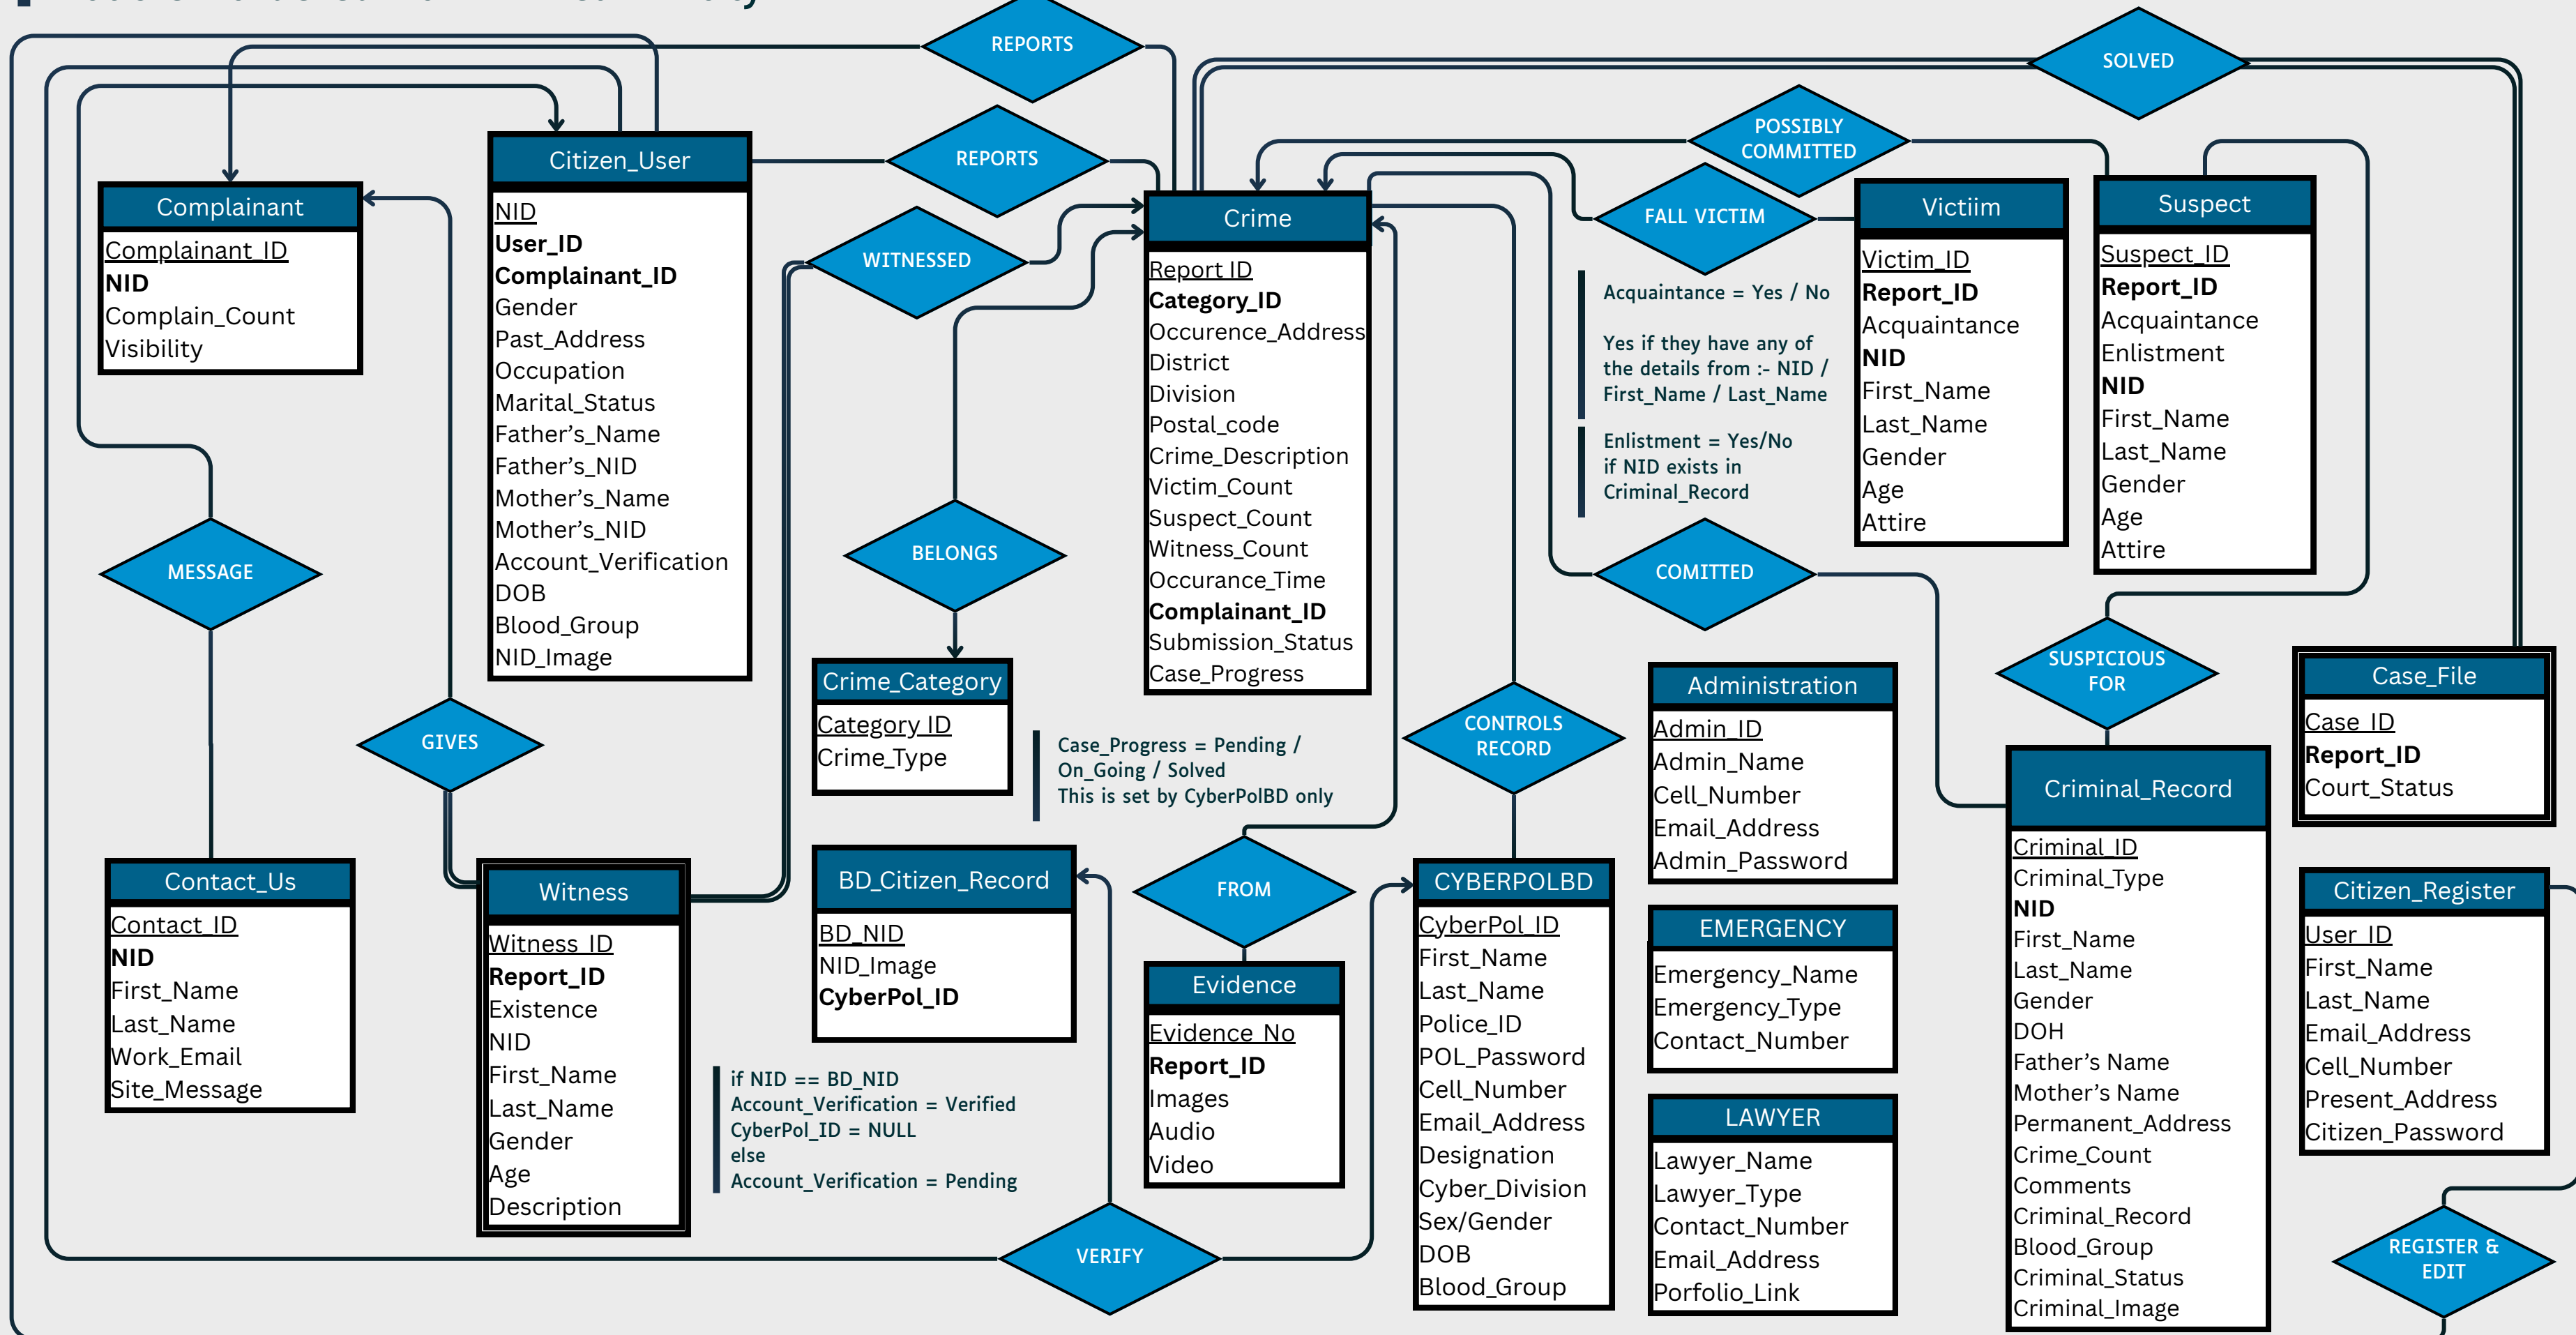 REPORTS
SOLVED
REPORTS
POSSIBLY
COMMITTED
FALL VICTIM
WITNESSED
Complainant
Complainant_ID
NID
Complain_Count
Visibility
Citizen_User
NID
User_ID
Complainant_ID
Gender
Past_Address
Occupation
Marital_Status
Father's_Name
Father's_NID
Mother's_Name
Mother's_NID
Account_Verification
DOB
Blood_Group
NID_Image
Crime
Report ID
Category_ID
Occurence_Address
District
Division
Postal_code
Crime_Description
Victim_Count
Suspect_Count
Witness_Count
Occurance_Time
Complainant_ID
Submission_Status
Case_Progress
Acquaintance = Yes / No
Yes if they have any of
the details from :- NID /
First_Name / Last_Name
Enlistment = Yes/No
if NID exists in
Criminal_Record
Victiim
Victim_ID
Report_ID
Acquaintance
NID
First_Name
Last_Name
Gender
Age
Attire
Suspect
Suspect_ID
Report_ID
Acquaintance
Enlistment
NID
First_Name
Last_Name
Gender
Age
Attire
MESSAGE
BELONGS
COMITTED
GIVES
CONTROLS
RECORD
SUSPICIOUS
FOR
Crime_Category
Category ID
Crime_Type
Case_Progress = Pending /
On_Going / Solved
This is set by CyberPolBD only
Administration
Admin_ID
Admin_Name
Cell_Number
Email_Address
Admin_Password
Case_File
Case_ID
Report_ID
Court_Status
Contact_Us
Contact_ID
NID
First_Name
Last_Name
Work_Email
Site_Message
Witness
Witness_ID
Report_ID
Existence
NID
First_Name
Last_Name
Gender
Age
Description
BD_Citizen_Record
BD_NID
NID_Image
CyberPol_ID
if NID == BD_NID
Account_Verification = Verified
CyberPol_ID = NULL
else
Account_Verification = Pending
FROM
Evidence
Evidence_No
Report_ID
Images
Audio
Video
VERIFY
CYBERPOLBD
CyberPol_ID
First_Name
Last_Name
Police_ID
POL_Password
Cell_Number
Email_Address
Designation
Cyber_Division
Sex/Gender
DOB
Blood_Group
EMERGENCY
Emergency_Name
Emergency_Type
Contact_Number
LAWYER
Lawyer_Name
Lawyer_Type
Contact_Number
Email_Address
Porfolio_Link
Criminal_Record
Criminal_ID
Criminal_Type
NID
First_Name
Last_Name
Gender
DOH
Father's Name
Mother's Name
Permanent_Address
Crime_Count
Comments
Criminal_Record
Blood_Group
Criminal_Status
Criminal_Image
Citizen_Register
User_ID
First_Name
Last_Name
Email_Address
Cell_Number
Present_Address
Citizen_Password
REGISTER &
EDIT